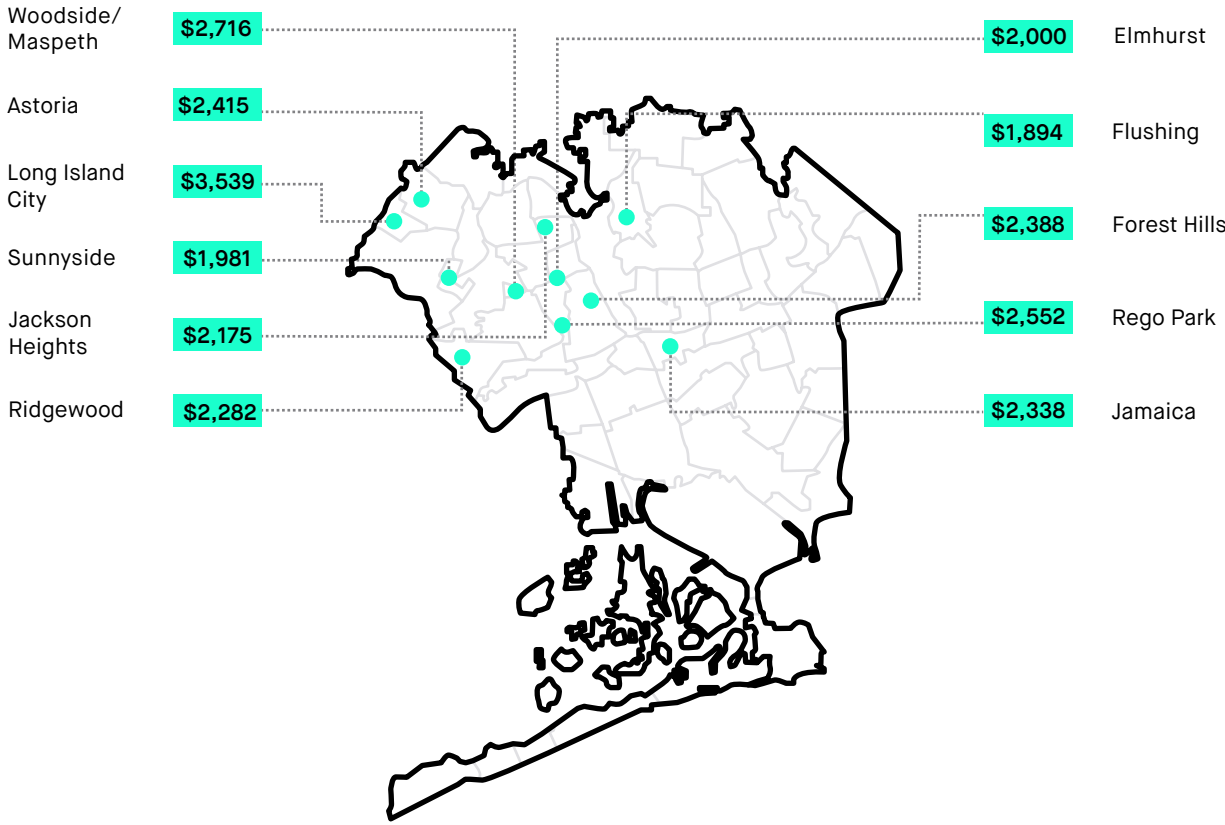 Woodside/
Maspeth
$2,716
Astoria
$2,415
Long Island
City
$3,539
Sunnyside
$1,981
Jackson
Heights
$2,175
Ridgewood
$2,282
$2,000
Elmhurst
$1,894
Flushing
$2,388
Forest Hills
$2,552
Rego Park
$2,338
Jamaica